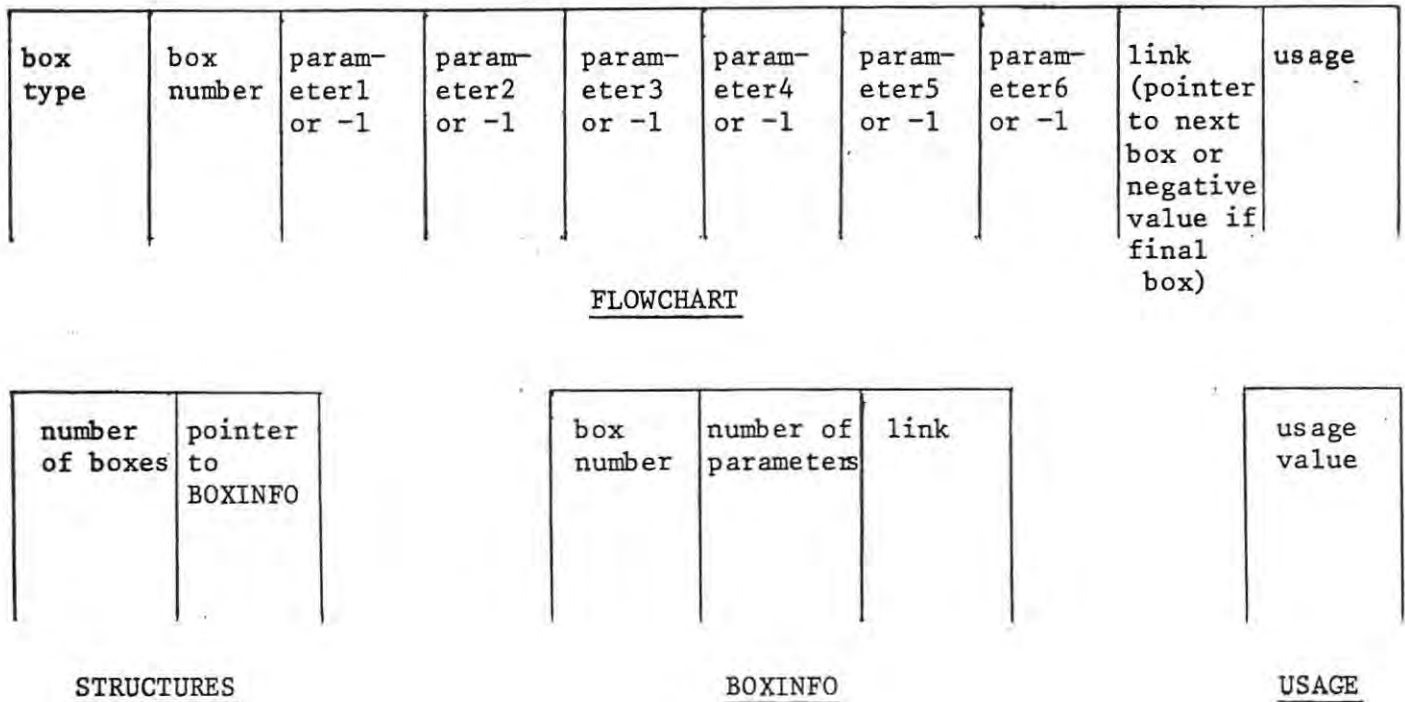 box type
box number
param-
eter1
or -1
param-
eter2
or -1
param-
eter3
or -1
param-
eter4
or -1
param-
eter5
or -1
param-
eter6
or -1
link
(pointer
to next
box or
negative
value if
final
box)
usage
FLOWCHART
number
of boxes
pointer
to
BOXINFO
box
number
number of
parameters
link
usage
value
STRUCTURES
BOXINFO
USAGE